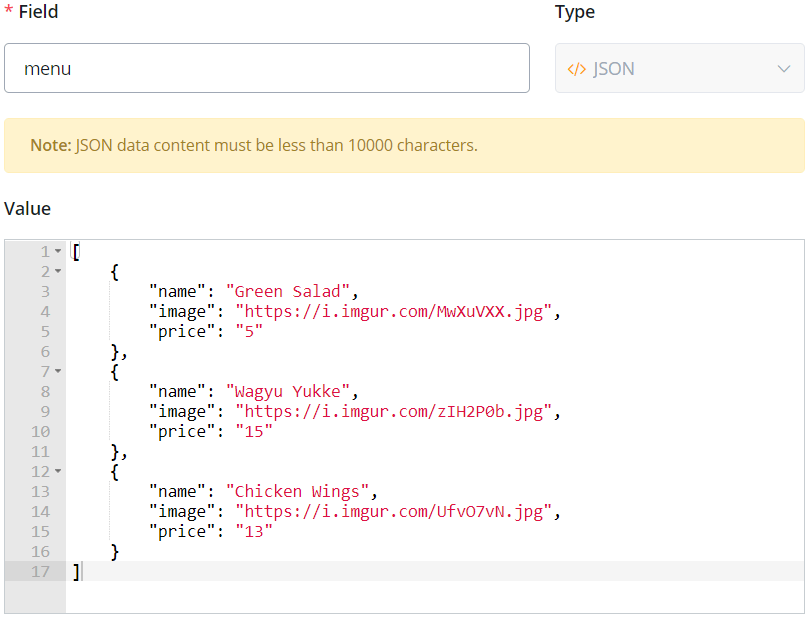 * Field
Type
menu
</> JSON
Note: JSON data content must be less than 10000 characters.
Value
1 [
2     {
3         "name": "Green Salad",
4         "image": "https://i.imgur.com/MwXuVXX.jpg",
5         "price": "5"
6     },
7     {
8         "name": "Wagyu Yukke",
9         "image": "https://i.imgur.com/zIH2P0b.jpg",
10         "price": "15"
11     },
12     {
13         "name": "Chicken Wings",
14         "image": "https://i.imgur.com/UfvO7vN.jpg",
15         "price": "13"
16     }
17 ]